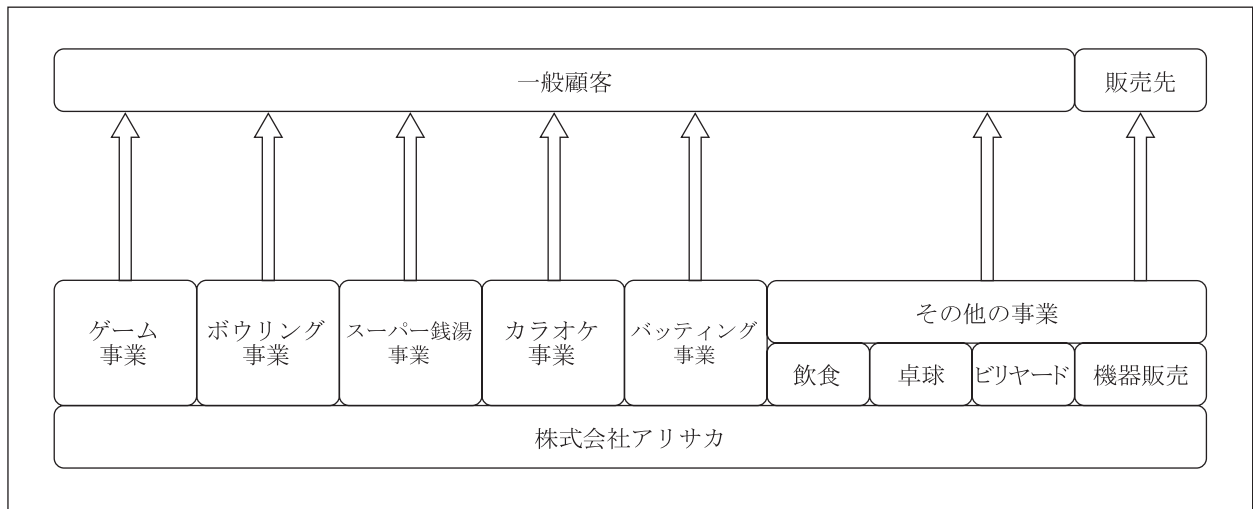 一般顧客
販売先
ゲーム
事業
ボウリング
事業
スーパー銭湯
事業
カラオケ
事業
バッティング
事業
その他の事業
飲食
卓球
ビリヤード
機器販売
株式会社アリサカ